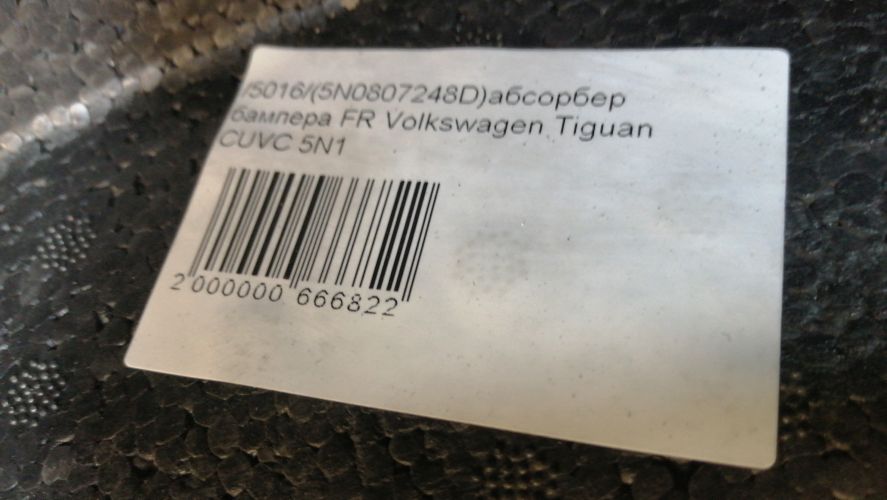 /5016/(5N0807248D)абсорбер
бампера FR Volkswagen Tiguan
CUVC 5N1
2 000000 666822